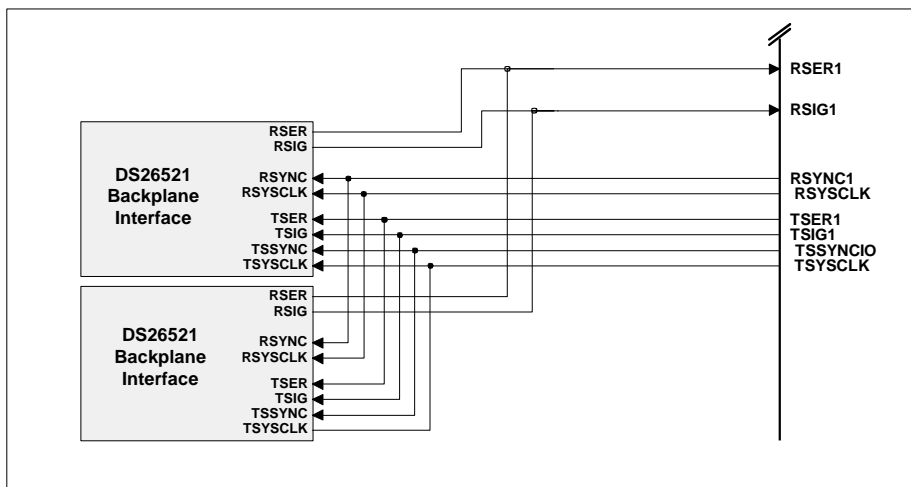 RSER1
RSIG1
DS26521
Backplane
Interface
RSER
RSIG
RSYNC
RSYSCLK
TSER
TSIG
TSSYNC
TSYSCLK
RSYNC1
RSYSCLK
TSER1
TSIG1
TSSYNCIO
TSYSCLK
DS26521
Backplane
Interface
RSER
RSIG
RSYNC
RSYSCLK
TSER
TSIG
TSSYNC
TSYSCLK